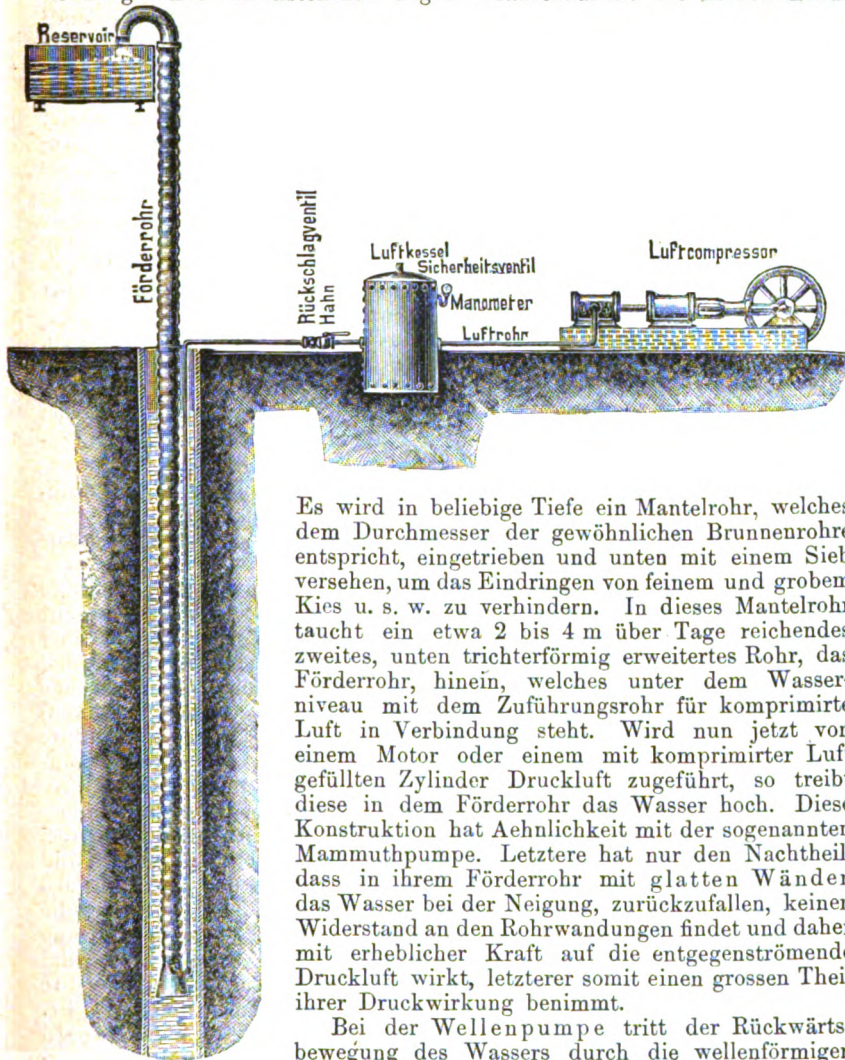 Reservoir
Förderrohr
Rückschlagventil
Hahn
Luftkessel
Sicherheitsventil
Manometer
Luftrohr
Luftcompressor
Es wird in beliebige Tiefe ein Mantelrohr, welches
dem Durchmesser der gewöhnlichen Brunnenrohre
entspricht, eingetrieben und unten mit einem Sieb
versehen, um das Eindringen von feinem und grobem
Kies u. s. w. zu verhindern. In dieses Mantelrohr
taucht ein etwa 2 bis 4 m über Tage reichendes
zweites, unten trichterförmig erweitertes Rohr, das
Förderrohr, hinein, welches unter dem Wasser-
niveau mit dem Zuführungsrohr für komprimirte
Luft in Verbindung steht. Wird nun jetzt von
einem Motor oder einem mit komprimirter Luft
gefüllten Zylinder Druckluft zugeführt, so treibt
diese in dem Förderrohr das Wasser hoch. Diese
Konstruktion hat Aehnlichkeit mit der sogenannten
Mammuthpumpe. Letztere hat nur den Nachtheil,
dass in ihrem Förderrohr mit glatten Wänden
das Wasser bei der Neigung, zurückzufallen, keinen
Widerstand an den Rohrwandungen findet und daher
mit erheblicher Kraft auf die entgegenströmende
Druckluft wirkt, letzterer somit einen grossen Theil
ihrer Druckwirkung benimmt.
Bei der Wellenpumpe tritt der Rückwärts-
bewegung des Wassers durch die wellenförmigen